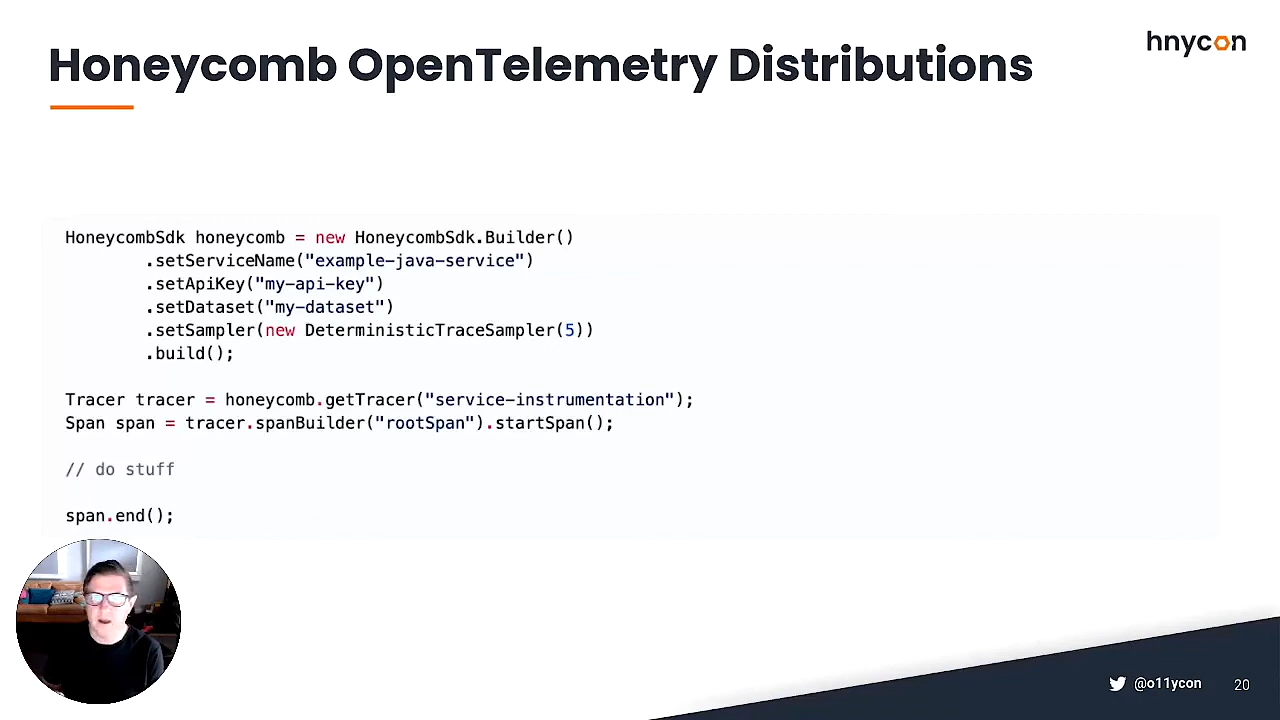 Honeycomb OpenTelemetry Distributions
hnycon
HoneycombSdk honeycomb = new HoneycombSdk.Builder()
.setServiceName("example-java-service")
.setApiKey("my-api-key")
.setDataset("my-dataset")
.setSampler(new DeterministicTraceSampler(5))
.build();
Tracer tracer = honeycomb.getTracer("service-instrumentation");
Span span = tracer.spanBuilder("rootSpan").startSpan();
// do stuff
span.end();
@o11ycon
20